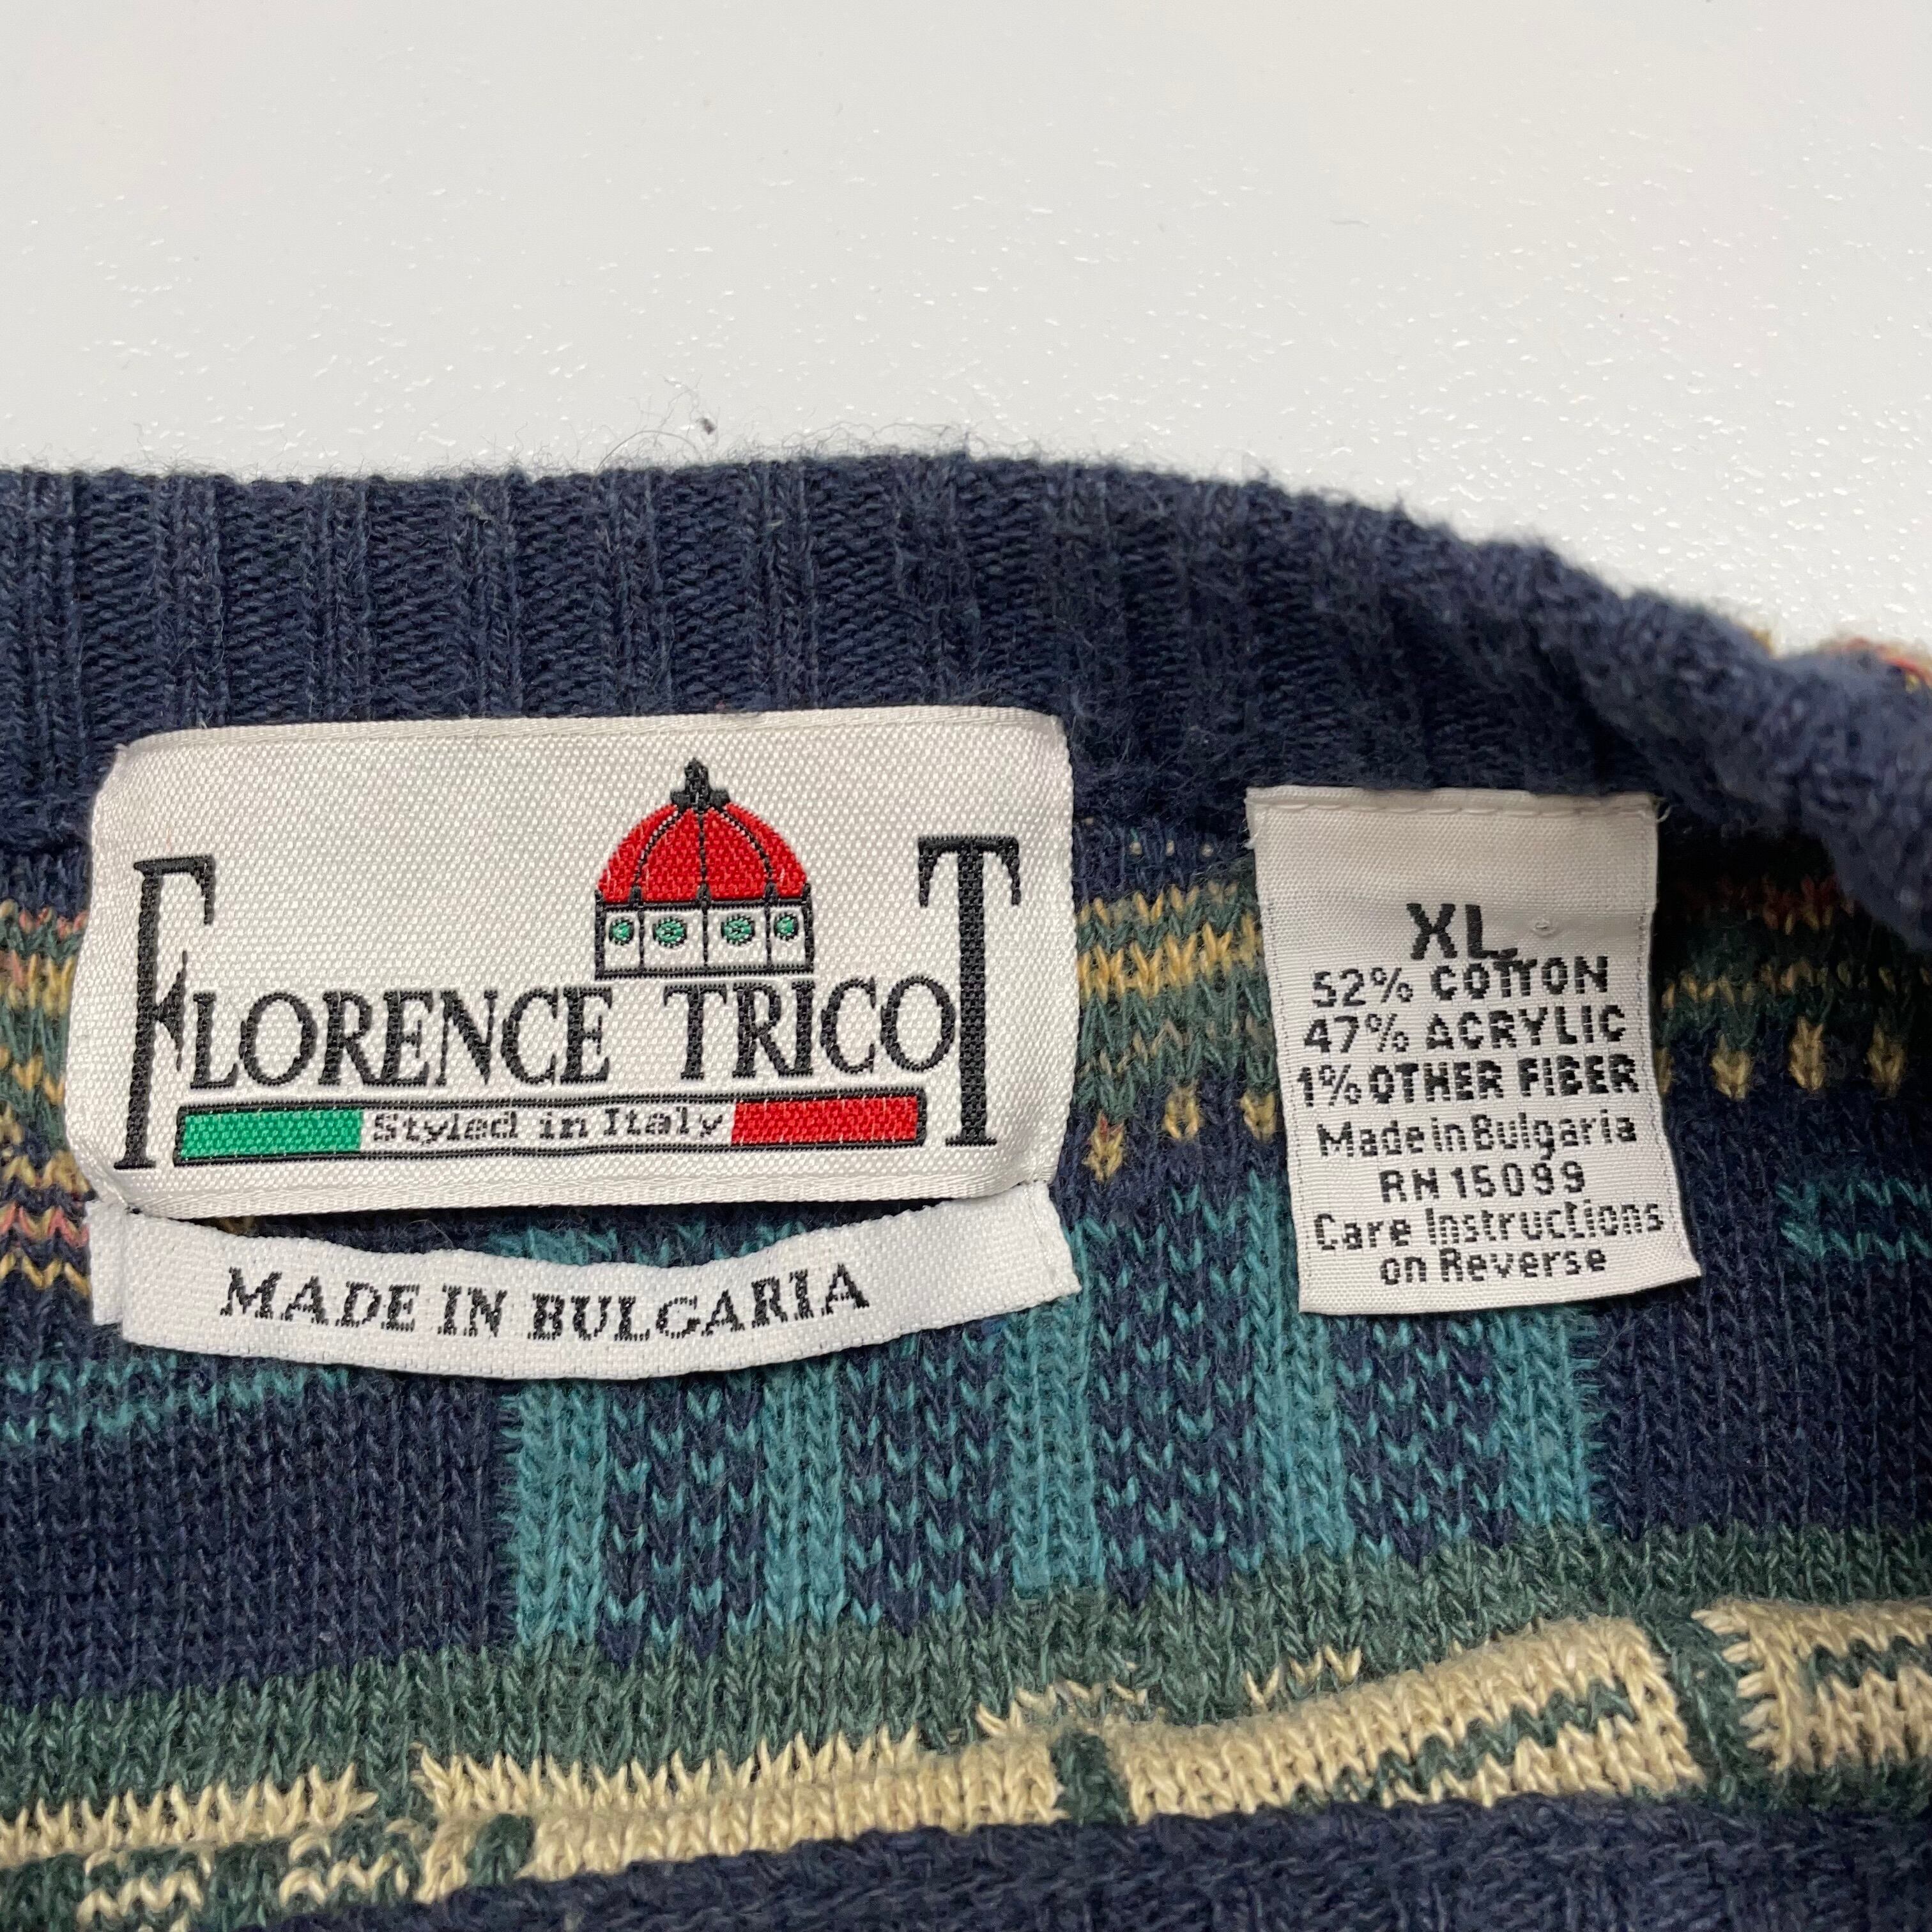 FLORENCE TRICOT
Styled in Italy
MADE IN BULGARIA
XL
52% COTTON
47% ACRYLIC
1% OTHER FIBER
Made in Bulgaria
RN 15099
Care Instructions
on Reverse